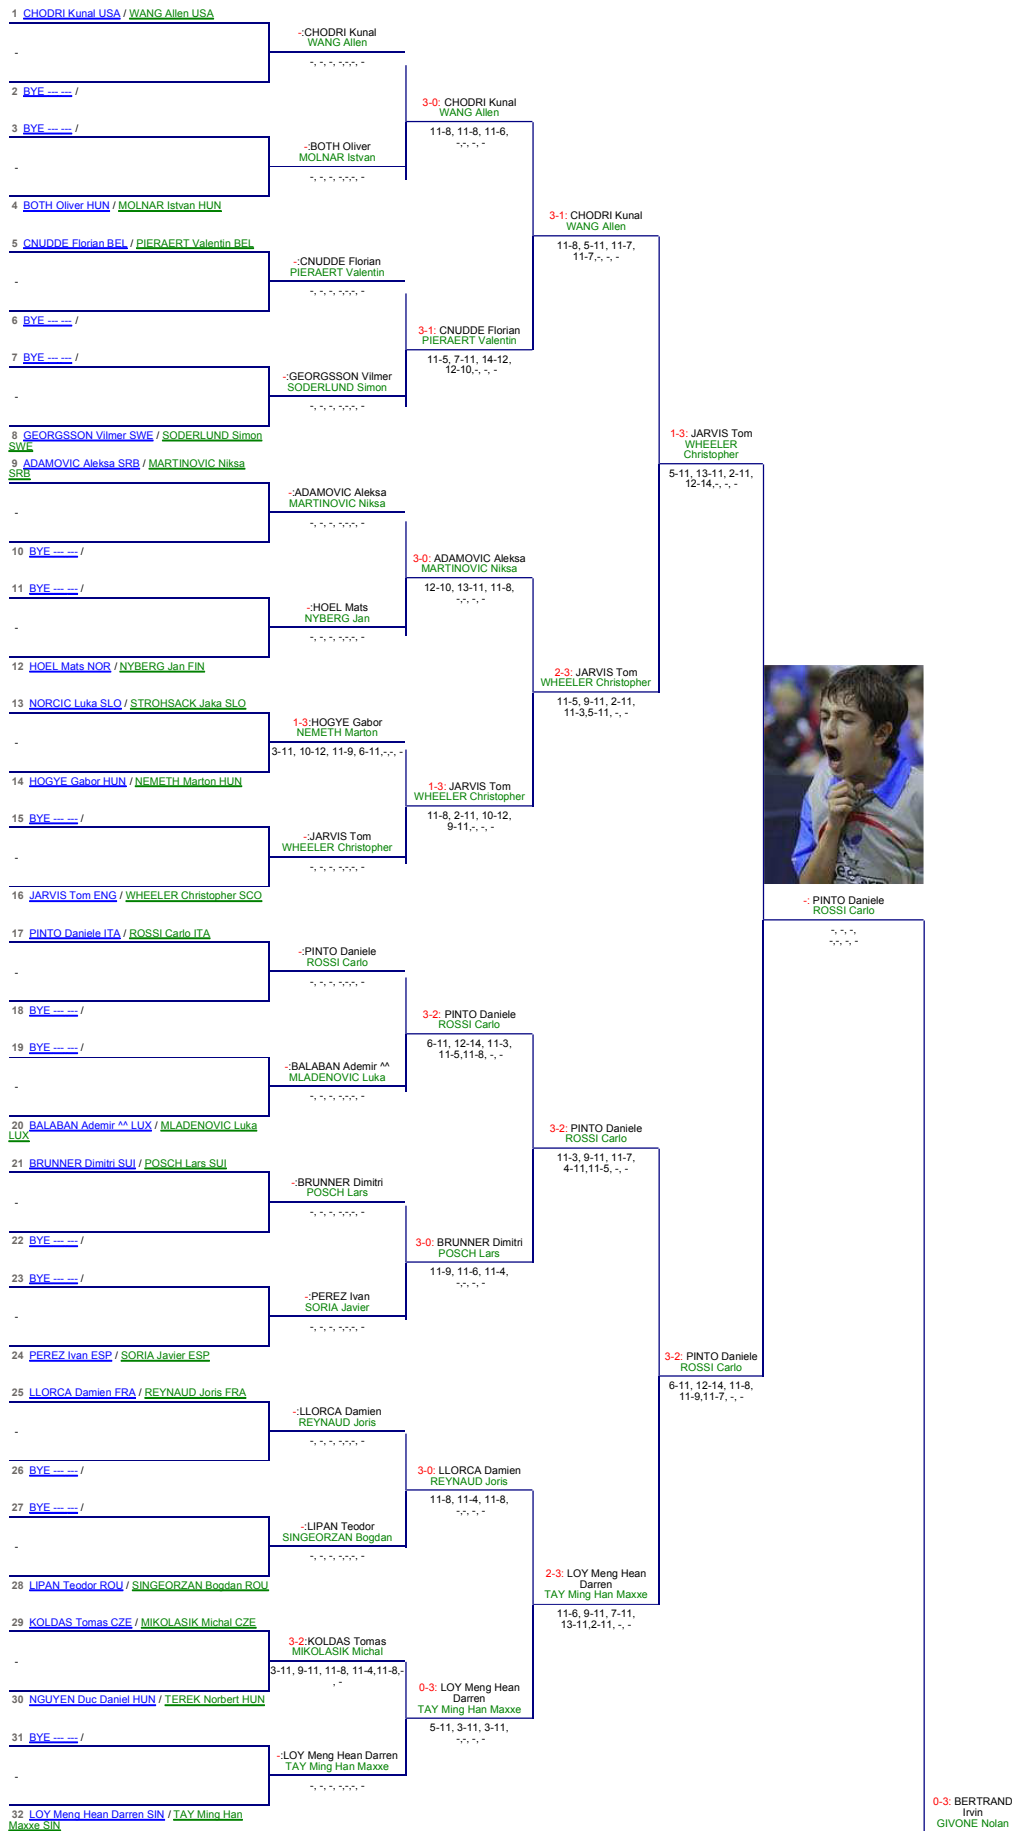 1 CHODRI Kunal USA / WANG Allen USA
-
2 BYE --- --- /
3 BYE --- --- /
-
4 BOTH Oliver HUN / MOLNAR Istvan HUN
5 CNUDDE Florian BEL / PIERAERT Valentin BEL
-
6 BYE --- --- /
7 BYE --- --- /
-
8 GEORGSSON Vilmer SWE / SODERLUND Simon
SWE
9 ADAMOVIC Aleksa SRB / MARTINOVIC Niksa
SRB
-
10 BYE --- --- /
11 BYE --- --- /
-
12 HOEL Mats NOR / NYBERG Jan FIN
13 NORCIC Luka SLO / STROHSACK Jaka SLO
-
14 HOGYE Gabor HUN / NEMETH Marton HUN
15 BYE --- --- /
-
16 JARVIS Tom ENG / WHEELER Christopher SCO
17 PINTO Daniele ITA / ROSSI Carlo ITA
-
18 BYE --- --- /
19 BYE --- --- /
-
20 BALABAN Ademir ^^ LUX / MLADENOVIC Luka
LUX
21 BRUNNER Dimitri SUI / POSCH Lars SUI
-
22 BYE --- --- /
23 BYE --- --- /
-
24 PEREZ Ivan ESP / SORIA Javier ESP
25 LLORCA Damien FRA / REYNAUD Joris FRA
-
26 BYE --- --- /
27 BYE --- --- /
-
28 LIPAN Teodor ROU / SINGEORZAN Bogdan ROU
29 KOLDAS Tomas CZE / MIKOLASIK Michal CZE
-
30 NGUYEN Duc Daniel HUN / TEREK Norbert HUN
31 BYE --- --- /
-
32 LOY Meng Hean Darren SIN / TAY Ming Han
Maxxe SIN
-:CHODRI Kunal
WANG Allen
-, -, -, -,-,-, -
-:BOTH Oliver
MOLNAR Istvan
-, -, -, -,-,-, -
-:CNUDDE Florian
PIERAERT Valentin
-, -, -, -,-,-, -
-:GEORGSSON Vilmer
SODERLUND Simon
-, -, -, -,-,-, -
-:ADAMOVIC Aleksa
MARTINOVIC Niksa
-, -, -, -,-,-, -
-:HOEL Mats
NYBERG Jan
-, -, -, -,-,-, -
1-3:HOGYE Gabor
NEMETH Marton
3-11, 10-12, 11-9, 6-11,-,-, -
-:JARVIS Tom
WHEELER Christopher
-, -, -, -,-,-, -
-:PINTO Daniele
ROSSI Carlo
-, -, -, -,-,-, -
-:BALABAN Ademir ^^
MLADENOVIC Luka
-, -, -, -,-,-, -
-:BRUNNER Dimitri
POSCH Lars
-, -, -, -,-,-, -
-:PEREZ Ivan
SORIA Javier
-, -, -, -,-,-, -
-:LLORCA Damien
REYNAUD Joris
-, -, -, -,-,-, -
-:LIPAN Teodor
SINGEORZAN Bogdan
-, -, -, -,-,-, -
3-2:KOLDAS Tomas
MIKOLASIK Michal
3-11, 9-11, 11-8, 11-4,11-8,-
, -
-:LOY Meng Hean Darren
TAY Ming Han Maxxe
-, -, -, -,-,-, -
3-0: CHODRI Kunal
WANG Allen
11-8, 11-8, 11-6,
-,-, -, -
3-1: CNUDDE Florian
PIERAERT Valentin
11-5, 7-11, 14-12,
12-10,-, -, -
3-0: ADAMOVIC Aleksa
MARTINOVIC Niksa
12-10, 13-11, 11-8,
-,-, -, -
1-3: JARVIS Tom
WHEELER Christopher
11-8, 2-11, 10-12,
9-11,-, -, -
3-2: PINTO Daniele
ROSSI Carlo
6-11, 12-14, 11-3,
11-5,11-8, -, -
3-0: BRUNNER Dimitri
POSCH Lars
11-9, 11-6, 11-4,
-,-, -, -
3-0: LLORCA Damien
REYNAUD Joris
11-8, 11-4, 11-8,
-,-, -, -
0-3: LOY Meng Hean
Darren
TAY Ming Han Maxxe
5-11, 3-11, 3-11,
-,-, -, -
3-1: CHODRI Kunal
WANG Allen
11-8, 5-11, 11-7,
11-7,-, -, -
2-3: JARVIS Tom
WHEELER Christopher
11-5, 9-11, 2-11,
11-3,5-11, -, -
3-2: PINTO Daniele
ROSSI Carlo
11-3, 9-11, 11-7,
4-11,11-5, -, -
2-3: LOY Meng Hean
Darren
TAY Ming Han Maxxe
11-6, 9-11, 7-11,
13-11,2-11, -, -
1-3: JARVIS Tom
WHEELER
Christopher
5-11, 13-11, 2-11,
12-14,-, -, -
3-2: PINTO Daniele
ROSSI Carlo
6-11, 12-14, 11-8,
11-9,11-7, -, -
-: PINTO Daniele
ROSSI Carlo
-, -, -,
-,-, -, -
0-3: BERTRAND
Irvin
GIVONE Nolan